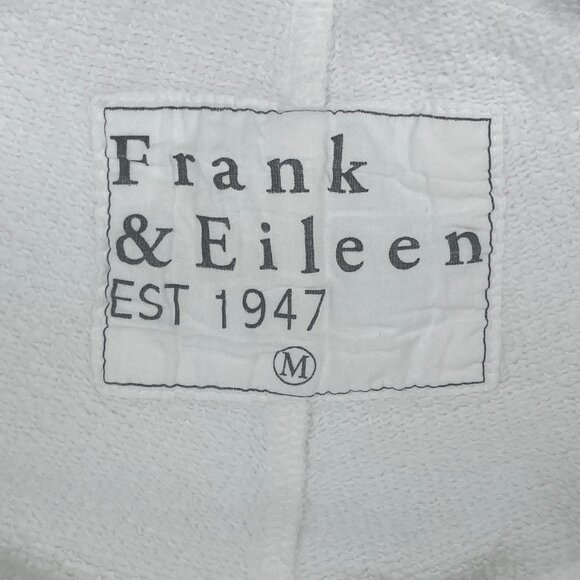 Frank
& Eileen
EST 1947
M